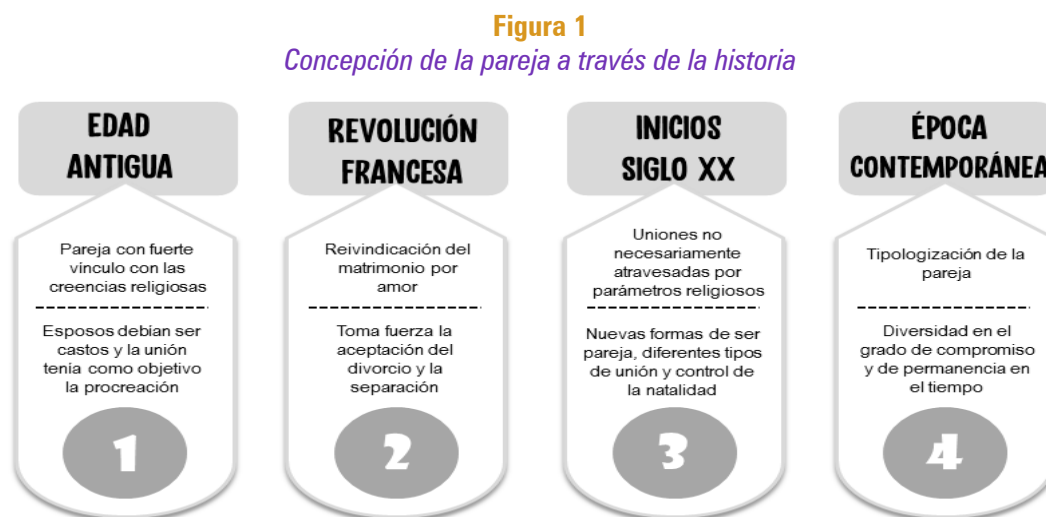 Figura 1
Concepción de la pareja a través de la historia
EDAD
ANTIGUA
Pareja con fuerte
vínculo con las
creencias religiosas
Esposos debían ser
castos y la unión
tenía como objetivo
la procreación
1
REVOLUCIÓN
FRANCESA
Reivindicación del
matrimonio por
amor
Toma fuerza la
aceptación del
divorcio y la
separación
2
INICIOS
SIGLO XX
Uniones no
necesariamente
atravesadas por
parámetros religiosos
Nuevas formas de ser
pareja, diferentes tipos
de unión y control de
la natalidad
3
ÉPOCA
CONTEMPORÁNEA
Tipologización de la
pareja
Diversidad en el
grado de compromiso
y de permanencia en
el tiempo
4